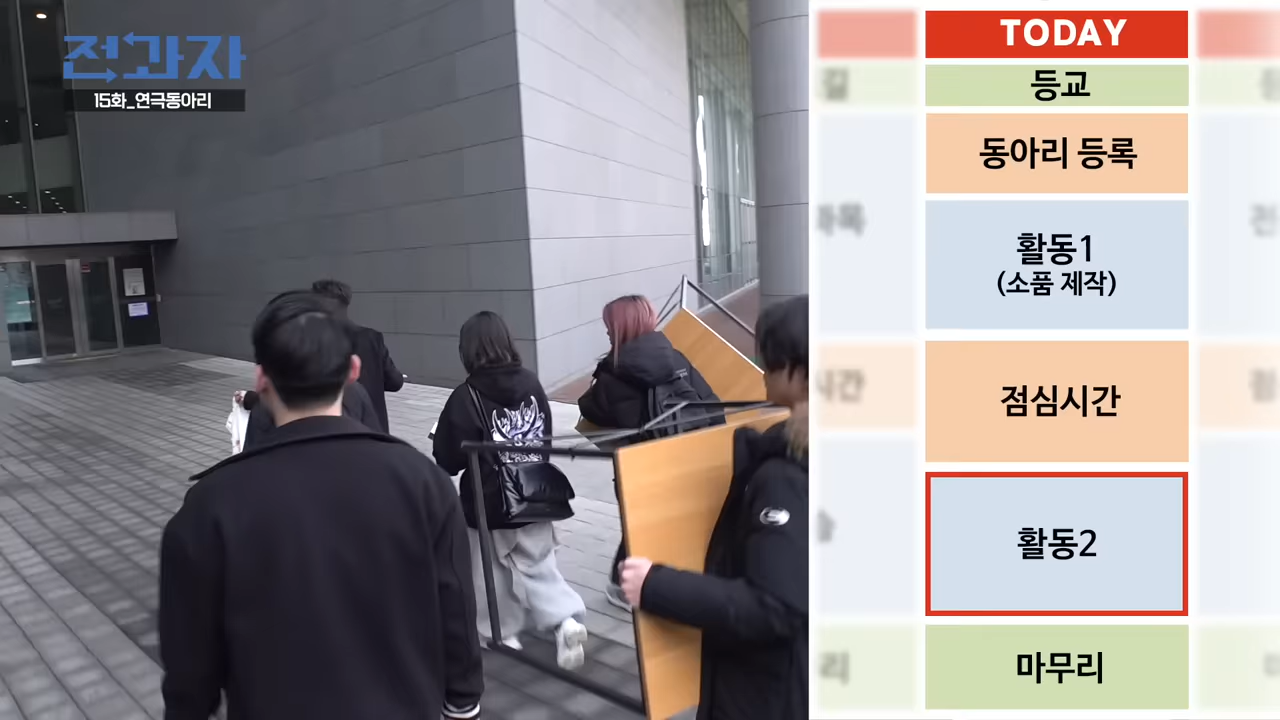 전과자
15화_연극동아리
TODAY
등교
동아리 등록
활동1
(소품 제작)
점심시간
활동2
마무리